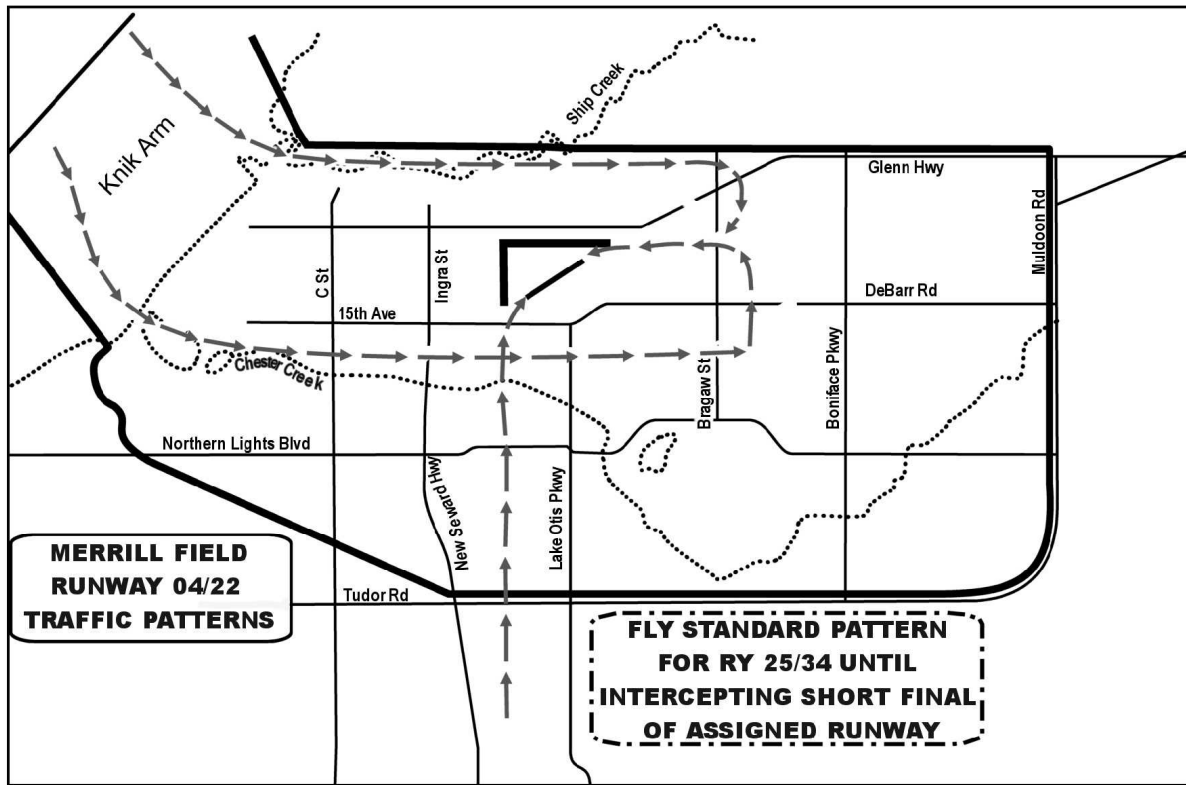 Ship Creek
Knik Arm
Glenn Hwy
Muldoon Rd
C St
Ingra St
DeBarr Rd
15th Ave
Chester Creek
Bragaw St
Boniface Pkwy
Northern Lights Blvd
New Seward Hwy
Lake Otis Pkwy
MERRILL FIELD
RUNWAY 04/22
TRAFFIC PATTERNS
Tudor Rd
FLY STANDARD PATTERN
FOR RY 25/34 UNTIL
INTERCEPTING SHORT FINAL
OF ASSIGNED RUNWAY